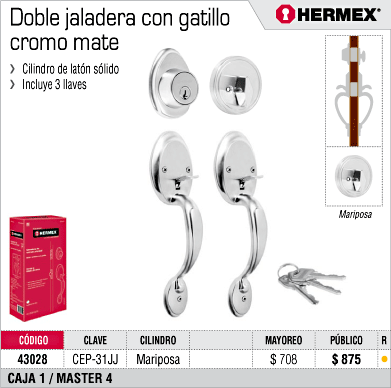 Doble jaladera con gatillo
cromo mate
HERMEX®
› Cilindro de latón sólido
› Incluye 3 llaves
Mariposa
HERMEX
CÓDIGO CLAVE CILINDRO MAYOREO PÚBLICO R
43028 CEP-31JJ Mariposa $ 708 $ 875
CAJA 1 / MASTER 4